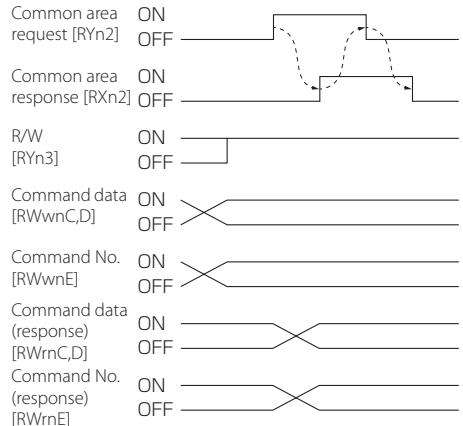 Common area
request [RYn2]
ON
OFF
Common area
response [RXn2]
ON
OFF
R/W
[RYn3]
ON
OFF
Command data
[RWwnC,D]
ON
OFF
Command No.
[RWwnE]
ON
OFF
Command data
(response)
[RWrnC,D]
ON
OFF
Command No.
(response)
[RWrnE]
ON
OFF